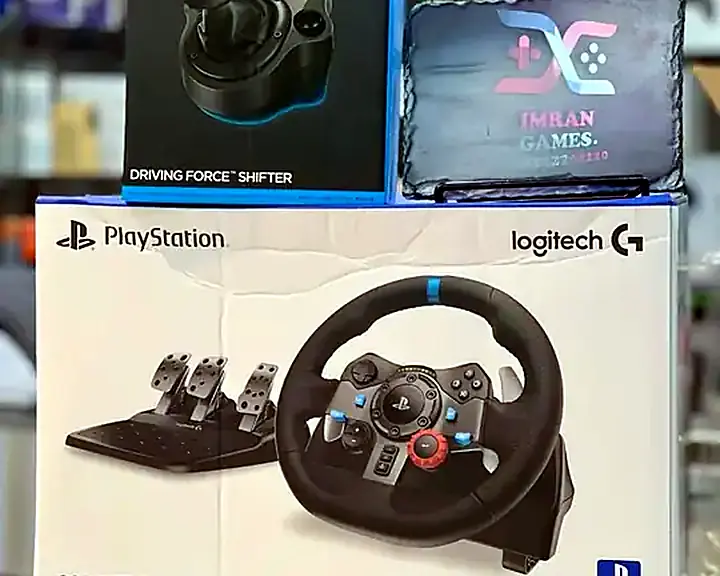 DRIVING FORCE™ SHIFTER
IMRAN
GAMES.
PlayStation
logitech G